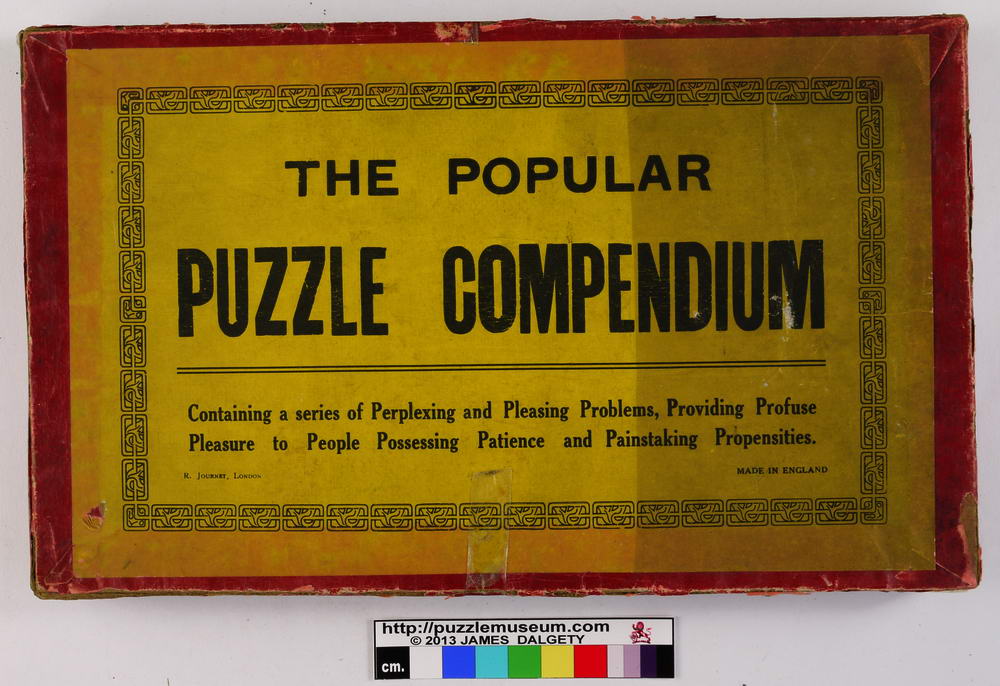 THE POPULAR
PUZZLE COMPENDIUM
Containing a series of Perplexing and Pleasing Problems, Providing Profuse
Pleasure to People Possessing Patience and Painstaking Propensities.
R. Journet, London
MADE IN ENGLAND
http://puzzlemuseum.com
© 2013 JAMES DALGETY
cm.